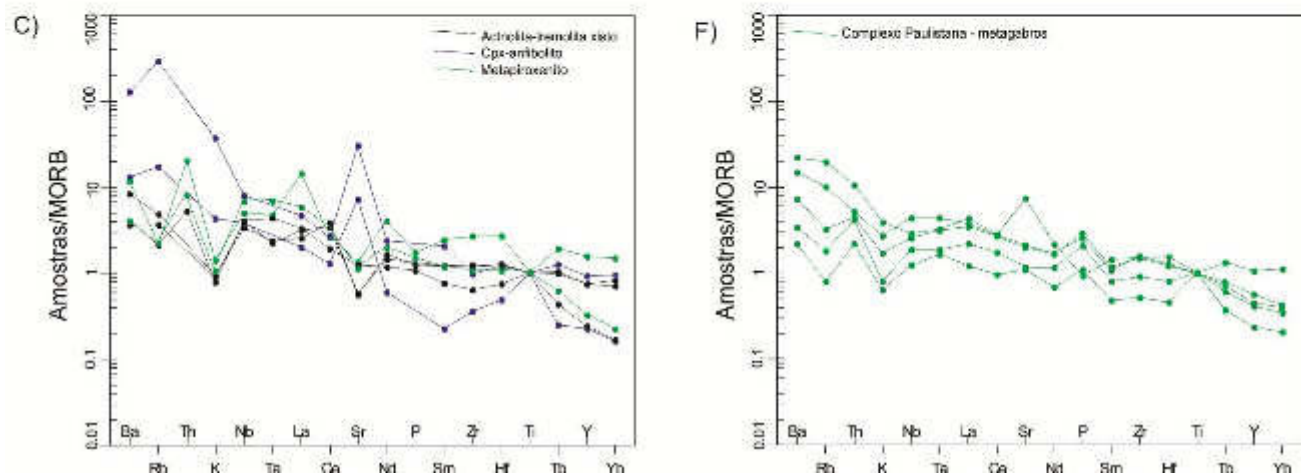 C)
Amostras/MORB
1000
100
10
1
0.1
0.01
Actinolita-tremolita xisto
Cpx-anfibolito
Metapiroxenito
Ba Th Nb La Sr P Zr Ti Y
Rb K Ta Ce Nd Sm Hf Tb Yb
F)
Amostras/MORB
1000
100
10
1
0.1
0.01
Complexo Paulistana - metagabros
Ba Th Nb La Sr P Zr Ti Y
Rb K Ta Ce Nd Sm Hf Tb Yb